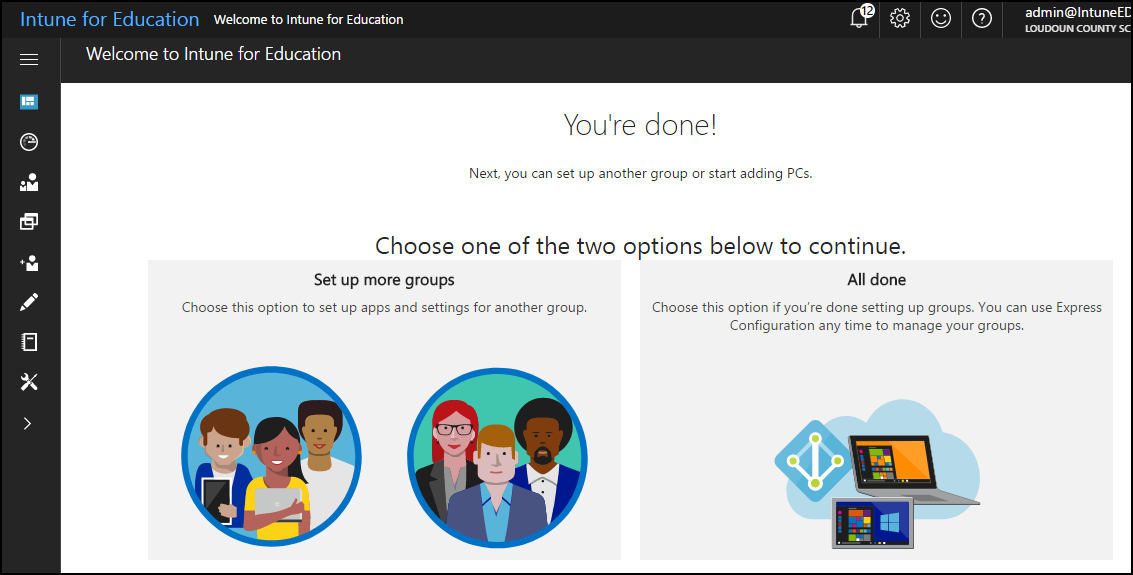 Intune for Education Welcome to Intune for Education 12 admin@IntuneED
LOUDOUN COUNTY SC
Welcome to Intune for Education
You're done!
Next, you can set up another group or start adding PCs.
Choose one of the two options below to continue.
Set up more groups
Choose this option to set up apps and settings for another group.
All done
Choose this option if you're done setting up groups. You can use Express
Configuration any time to manage your groups.